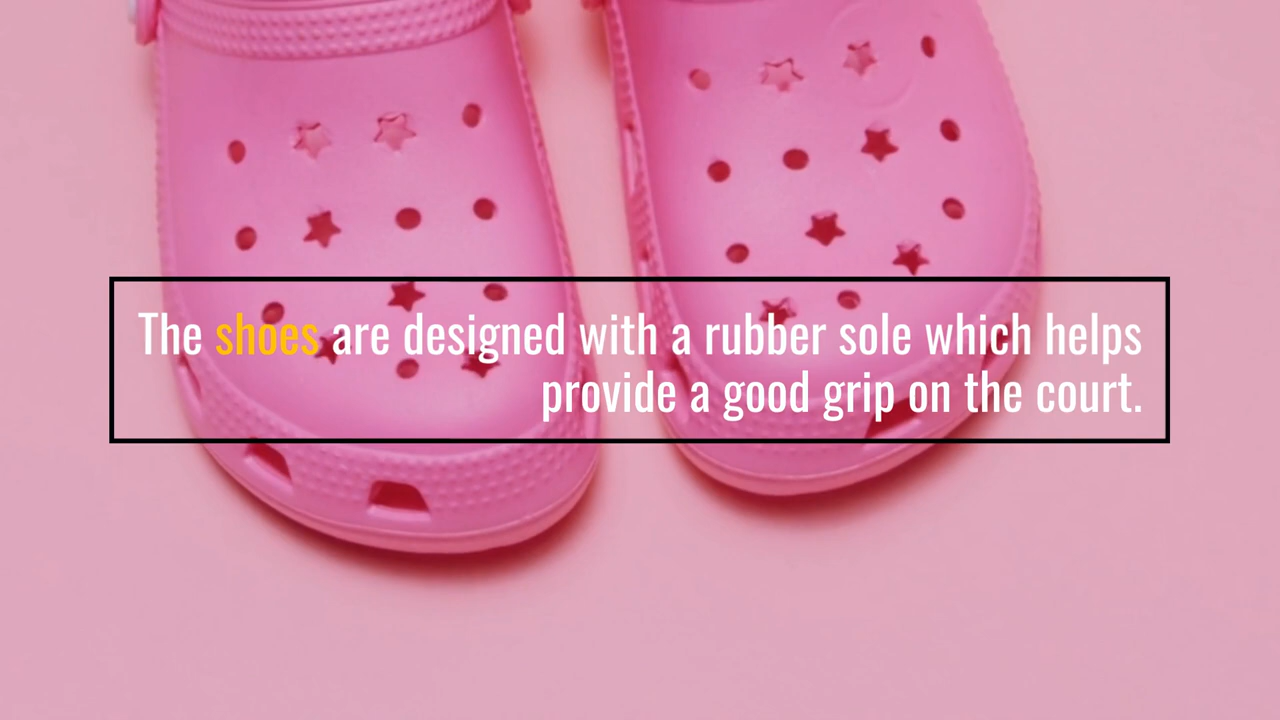 The shoes are designed with a rubber sole which helps
provide a good grip on the court.